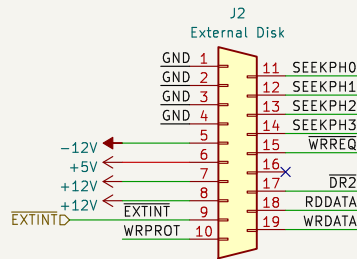 J2
External Disk
GND 1
GND 2
GND 3
GND 4
-12V 5
+5V 6
+12V 7
+12V 8
EXTINT EXTINT 9
WRPROT 10
11 SEEKPH0
12 SEEKPH1
13 SEEKPH2
14 SEEKPH3
15 WRREQ
16
17 DR2
18 RDDATA
19 WRDATA